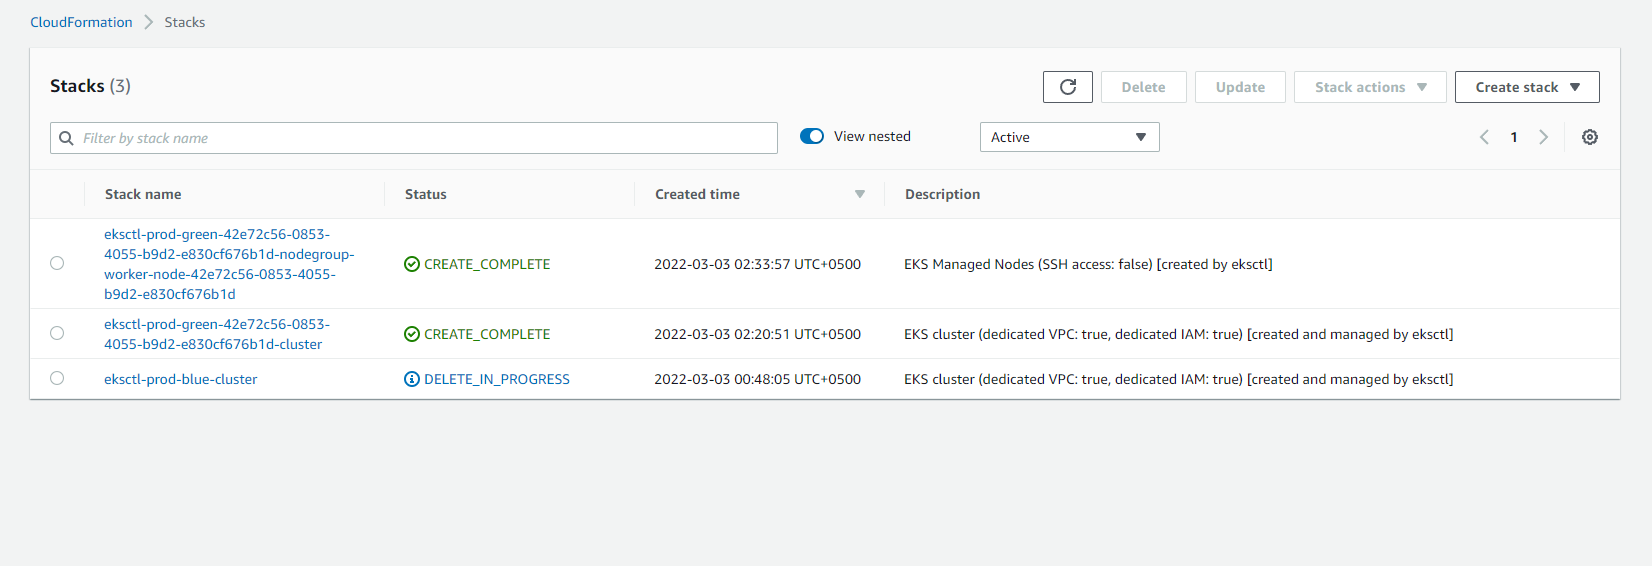 CloudFormation > Stacks
Stacks (3)
Delete
Update
Stack actions
Create stack
Filter by stack name
View nested
Active
1
Stack name
Status
Created time
Description
eksctl-prod-green-42e72c56-0853-
4055-b9d2-e830cf676b1d-nodegroup-
worker-node-42e72c56-0853-4055-
b9d2-e830cf676b1d
CREATE_COMPLETE
2022-03-03 02:33:57 UTC+0500
EKS Managed Nodes (SSH access: false) [created by eksctl]
eksctl-prod-green-42e72c56-0853-
4055-b9d2-e830cf676b1d-cluster
CREATE_COMPLETE
2022-03-03 02:20:51 UTC+0500
EKS cluster (dedicated VPC: true, dedicated IAM: true) [created and managed by eksctl]
eksctl-prod-blue-cluster
DELETE_IN_PROGRESS
2022-03-03 00:48:05 UTC+0500
EKS cluster (dedicated VPC: true, dedicated IAM: true) [created and managed by eksctl]